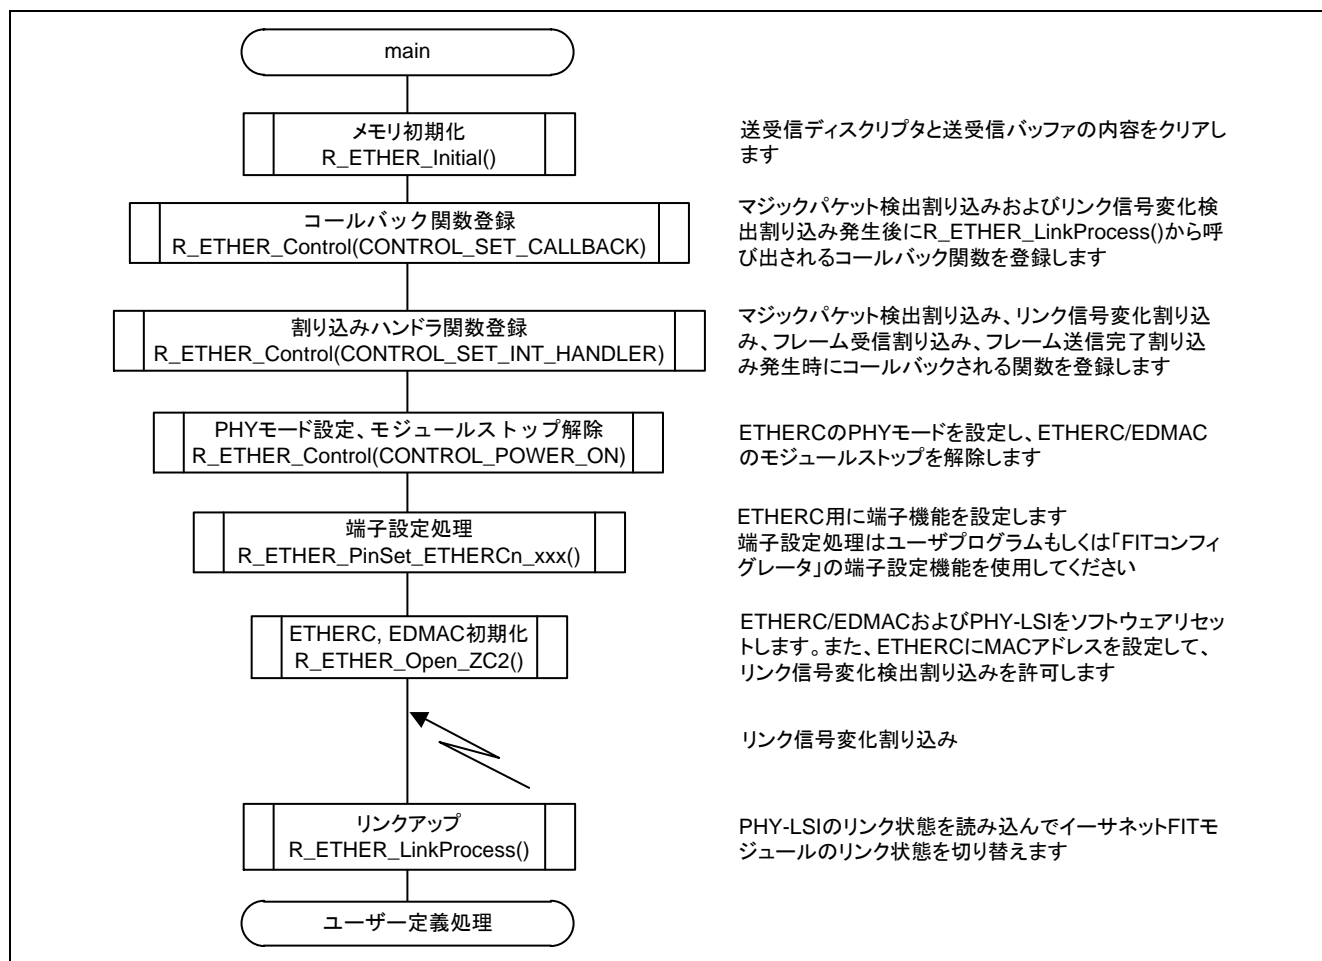 main
メモリ初期化
R_ETHER_Initial()
送受信ディスクリプタと送受信バッファの内容をクリアし
ます
コールバック関数登録
R_ETHER_Control(CONTROL_SET_CALLBACK)
マジックパケット検出割り込みおよびリンク信号変化検
出割り込み発生後にR_ETHER_LinkProcess()から呼
び出されるコールバック関数を登録します
割り込みハンドラ関数登録
R_ETHER_Control(CONTROL_SET_INT_HANDLER)
マジックパケット検出割り込み、リンク信号変化割り込
み、フレーム受信割り込み、フレーム送信完了割り込
み発生時にコールバックされる関数を登録します
PHYモード設定、モジュールストップ解除
R_ETHER_Control(CONTROL_POWER_ON)
ETHERCのPHYモードを設定し、ETHERC/EDMAC
のモジュールストップを解除します
端子設定処理
R_ETHER_PinSet_ETHERCn_xxx()
ETHERC用に端子機能を設定します
端子設定処理はユーザプログラムもしくは「FITコンフィ
グレータ」の端子設定機能を使用してください
ETHERC, EDMAC初期化
R_ETHER_Open_ZC2()
ETHERC/EDMACおよびPHY-LSIをソフトウェアリセッ
トします。また、ETHERCにMACアドレスを設定して、
リンク信号変化検出割り込みを許可します
リンク信号変化割り込み
リンクアップ
R_ETHER_LinkProcess()
PHY-LSIのリンク状態を読み込んでイーサネットFITモ
ジュールのリンク状態を切り替えます
ユーザー定義処理